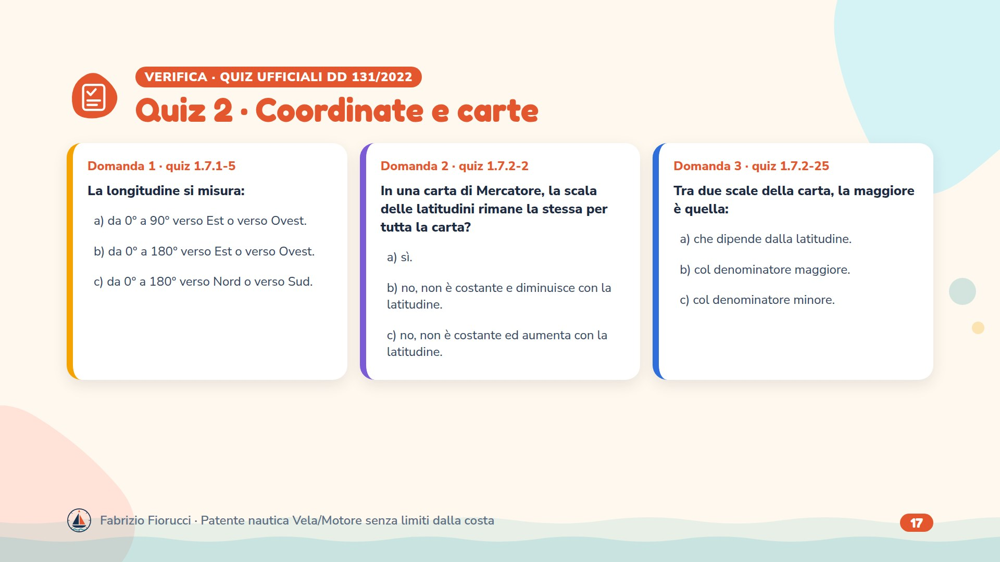 VERIFICA · QUIZ UFFICIALI DD 131/2022
Quiz 2 · Coordinate e carte
Domanda 1 · quiz 1.7.1-5
La longitudine si misura:
a) da 0° a 90° verso Est o verso Ovest.
b) da 0° a 180° verso Est o verso Ovest.
c) da 0° a 180° verso Nord o verso Sud.
Domanda 2 · quiz 1.7.2-2
In una carta di Mercatore, la scala
delle latitudini rimane la stessa per
tutta la carta?
a) sì.
b) no, non è costante e diminuisce con la
latitudine.
c) no, non è costante ed aumenta con la
latitudine.
Domanda 3 · quiz 1.7.2-25
Tra due scale della carta, la maggiore
è quella:
a) che dipende dalla latitudine.
b) col denominatore maggiore.
c) col denominatore minore.
Fabrizio Fiorucci · Patente nautica Vela/Motore senza limiti dalla costa
17